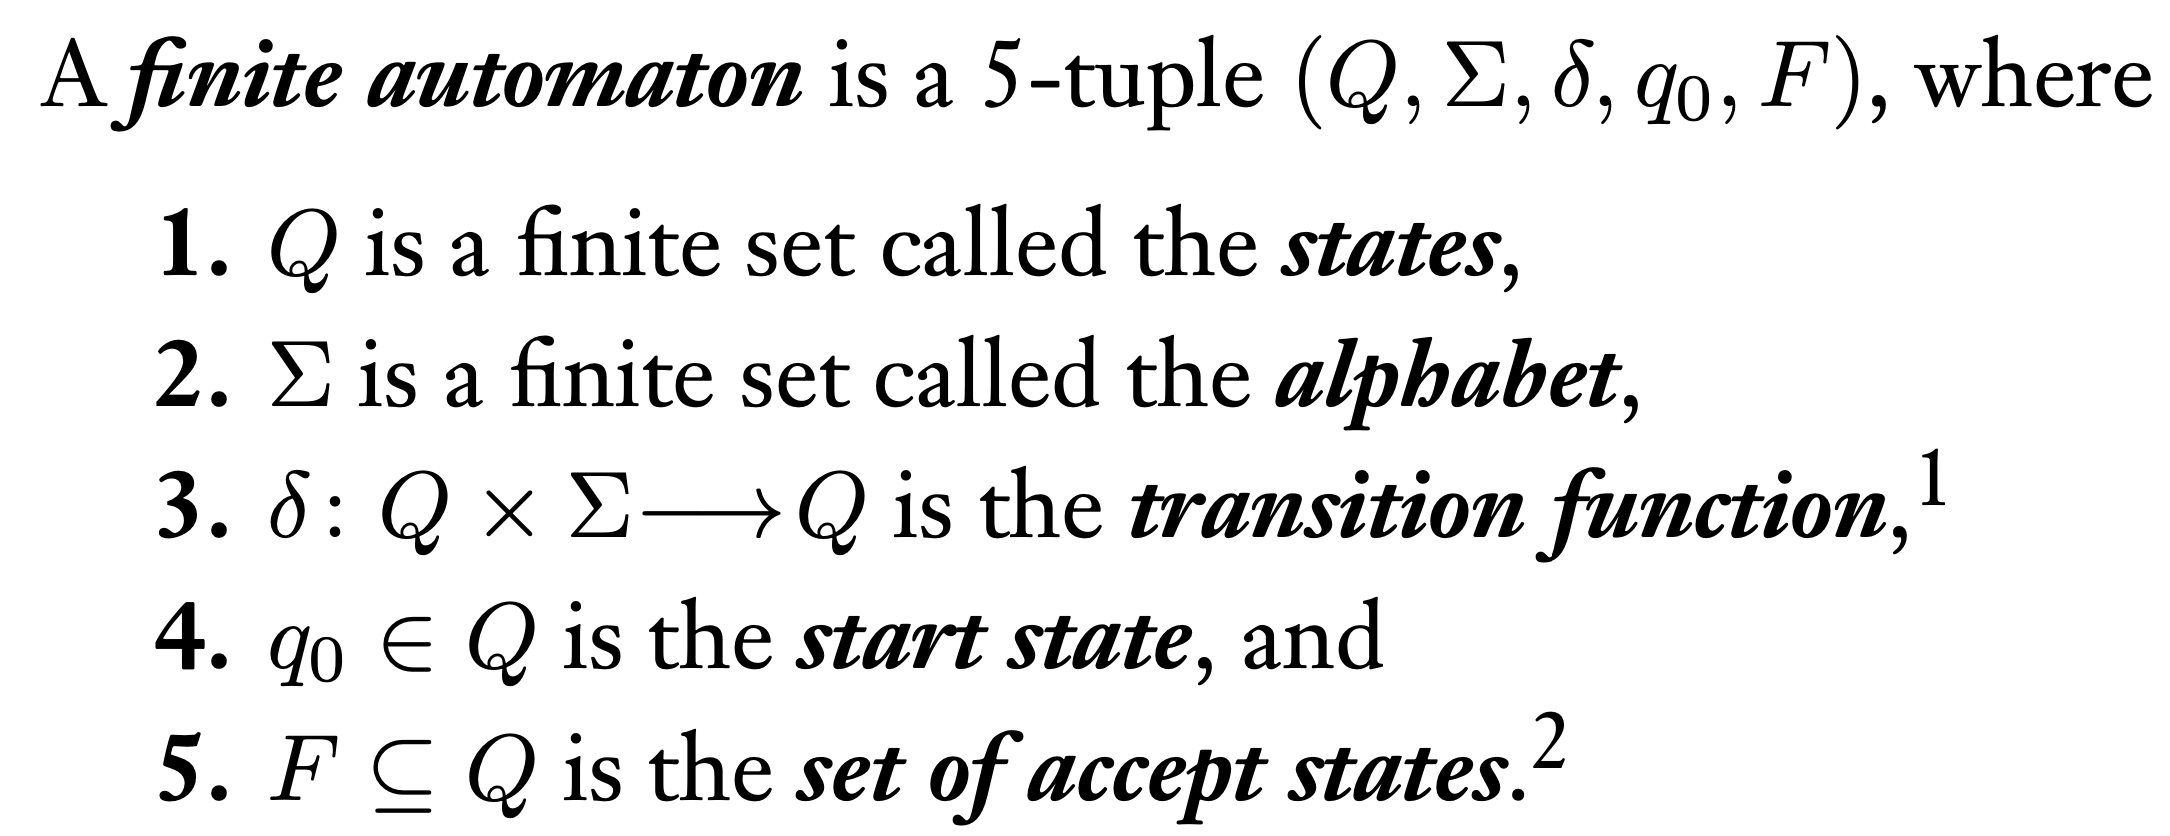 A finite automaton is a 5-tuple (Q, Σ, δ, q₀, F), where
1. Q is a finite set called the states,
2. Σ is a finite set called the alphabet,
3. δ: Q × Σ⟶Q is the transition function,¹
4. q₀ ∈ Q is the start state, and
5. F ⊆ Q is the set of accept states.²